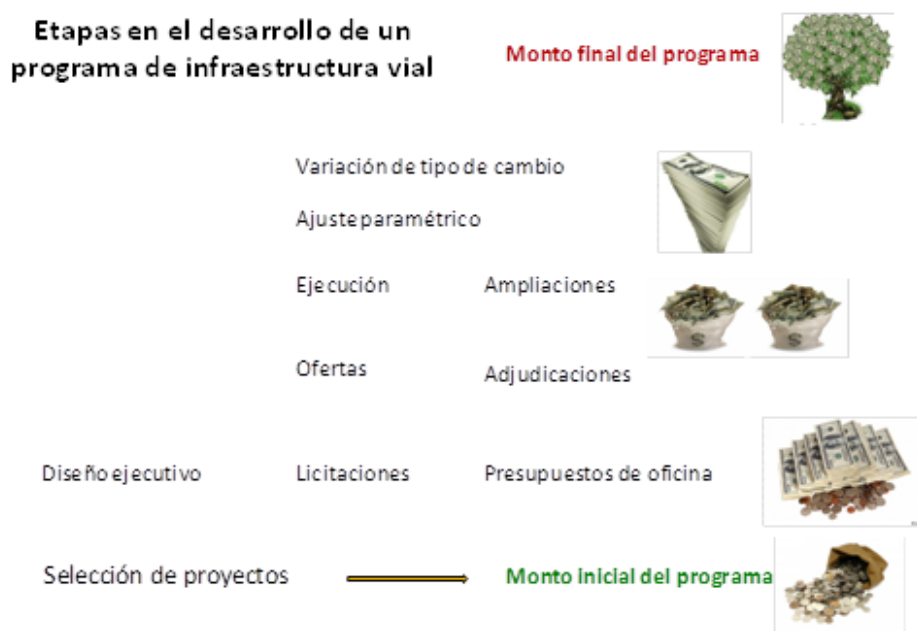 Etapas en el desarrollo de un
programa de infraestructura vial
Monto final del programa
Variación de tipo de cambio
Ajuste paramétrico
Ejecución
Ampliaciones
Ofertas
Adjudicaciones
Diseño ejecutivo
Licitaciones
Presupuestos de oficina
Selección de proyectos
Monto inicial del programa